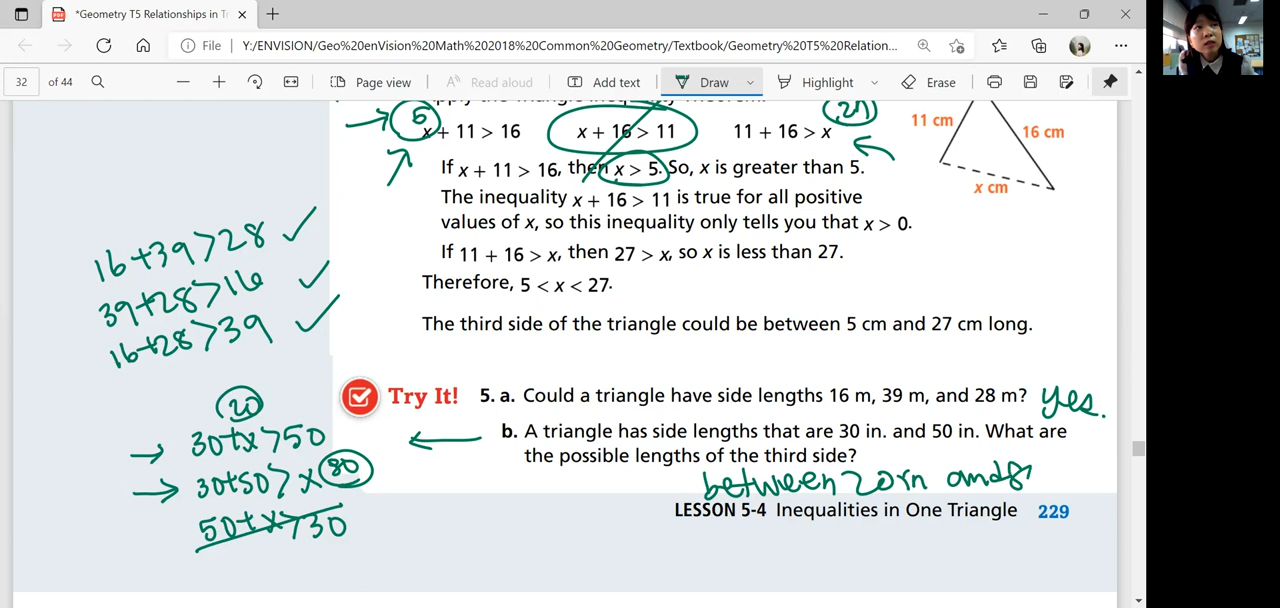 *Geometry T5 Relationships in Tr
File
Y:/ENVISION/Geo%20enVision%20Math%202018%20Common%20Geometry/Textbook/Geometry%20T5%20Relation...
32 of 44
Page view
Read aloud
Add text
Draw
Highlight
Erase
5
x + 11 > 16
x + 16 > 11
11 + 16 > x
11 cm
16 cm
x cm
If x + 11 > 16, then x > 5. So, x is greater than 5.
The inequality x + 16 > 11 is true for all positive
values of x, so this inequality only tells you that x > 0.
If 11 + 16 > x, then 27 > x, so x is less than 27.
Therefore, 5 < x < 27.
The third side of the triangle could be between 5 cm and 27 cm long.
16+39>28 ✓
39+28>16 ✓
16+28>39 ✓
Try It!
5. a. Could a triangle have side lengths 16 m, 39 m, and 28 m? yes.
b. A triangle has side lengths that are 30 in. and 50 in. What are
the possible lengths of the third side?
between 20in and
20
30+x>50
30+50>x 80
50+x>30
LESSON 5-4 Inequalities in One Triangle 229